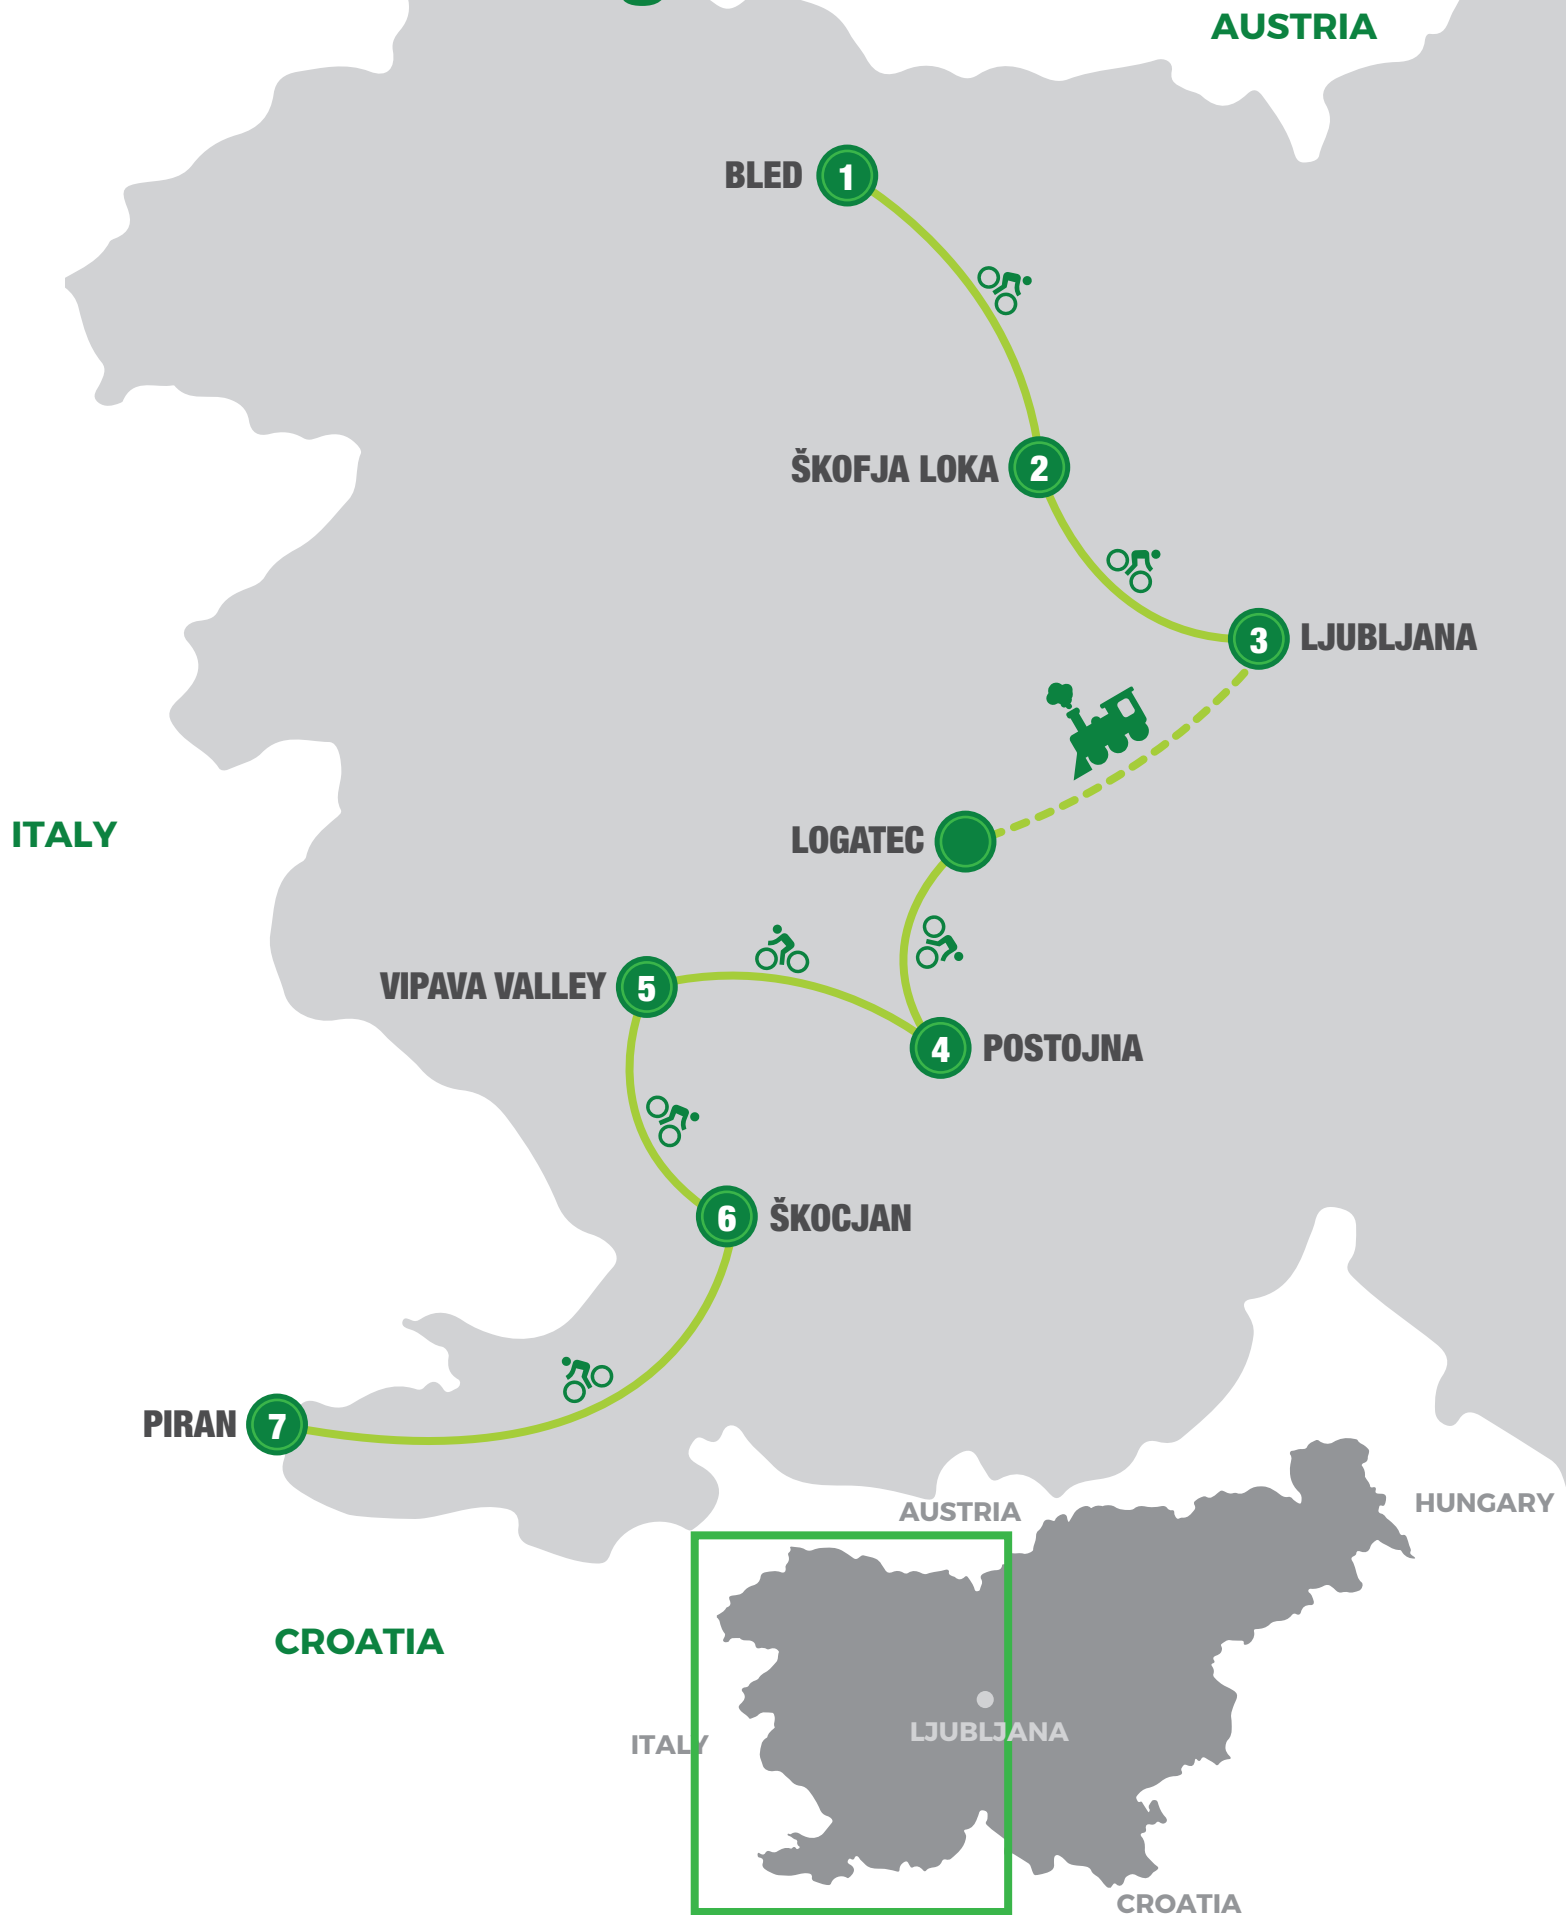 AUSTRIA
BLED 1
ŠKOFJA LOKA 2
3 LJUBLJANA
ITALY
LOGATEC
VIPAVA VALLEY 5
4 POSTOJNA
6 ŠKOCJAN
PIRAN 7
AUSTRIA
HUNGARY
CROATIA
ITALY
LJUBLJANA
CROATIA